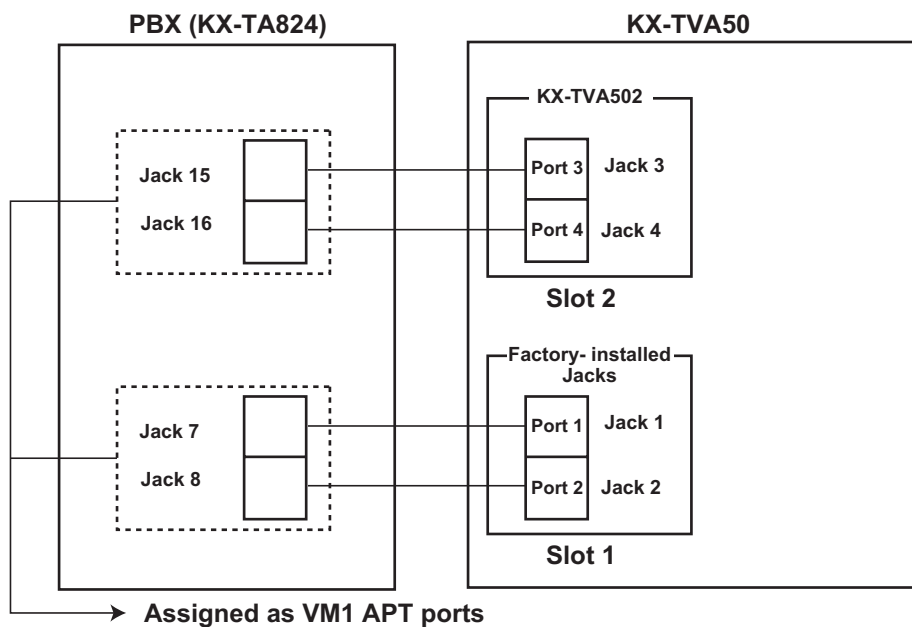 PBX (KX-TA824)
KX-TVA50
Jack 15
Jack 16
KX-TVA502
Port 3
Jack 3
Port 4
Jack 4
Slot 2
Jack 7
Jack 8
Factory- installed
Jacks
Port 1
Jack 1
Port 2
Jack 2
Slot 1
Assigned as VM1 APT ports